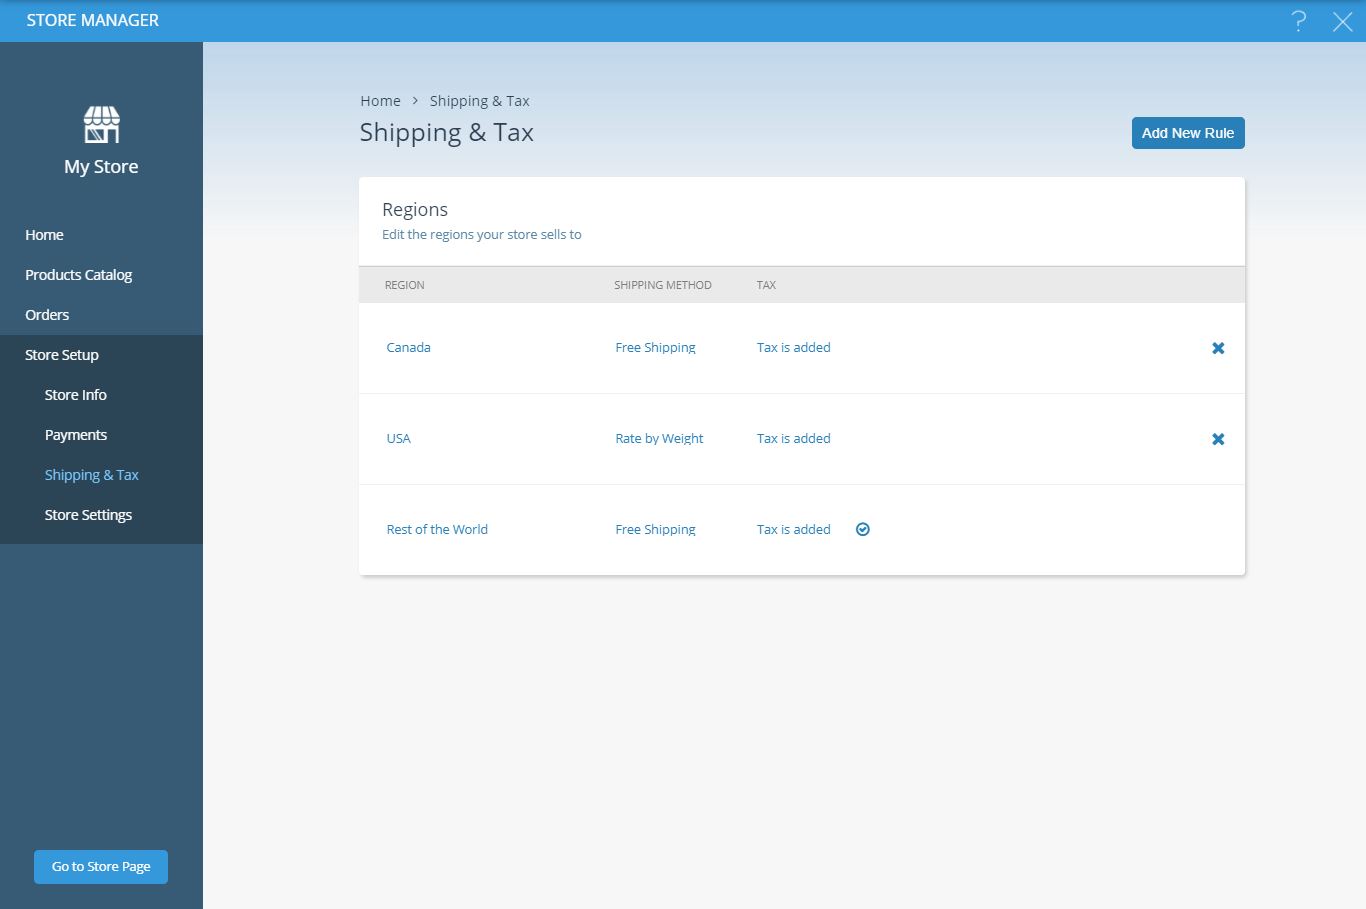 STORE MANAGER
?
My Store
Home
Products Catalog
Orders
Store Setup
Store Info
Payments
Shipping & Tax
Store Settings
Go to Store Page
Home > Shipping & Tax
Shipping & Tax
Add New Rule
Regions
Edit the regions your store sells to
REGION SHIPPING METHOD TAX
Canada Free Shipping Tax is added
USA Rate by Weight Tax is added
Rest of the World Free Shipping Tax is added